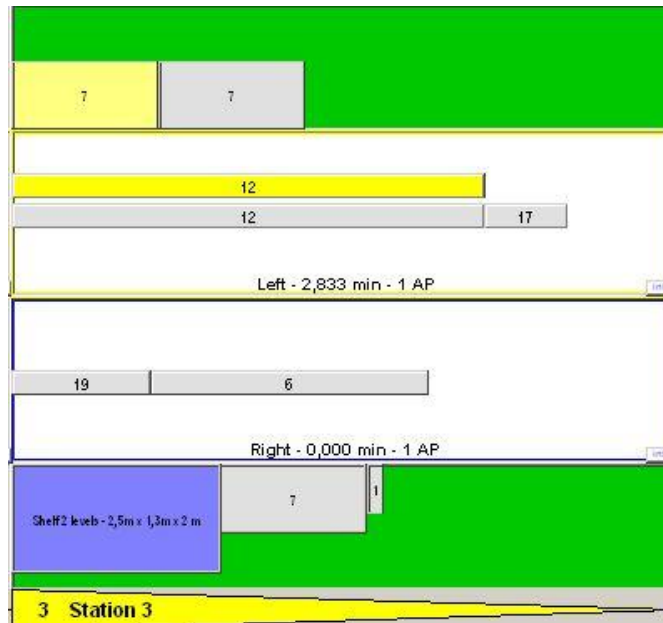 7 7
12
12 17
Left - 2,833 min - 1 AP
19 6
Right - 0,000 min - 1 AP
Shelf 2 levels - 2,5m x 1,3m x 2 m 7 1
3 Station 3